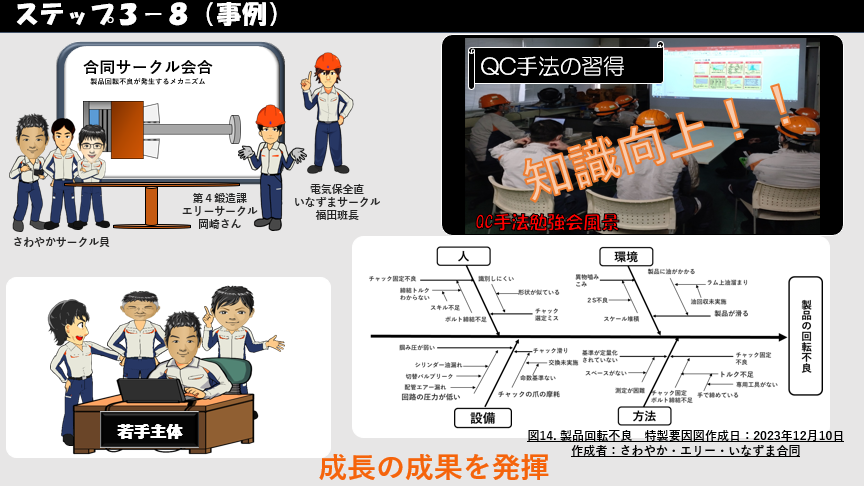 ステップ3－8（事例）
合同サークル会合
製品回転不良が発生するメカニズム
第４鍛造課
エリーサークル
岡崎さん
電気保全直
いなずまサークル
福田班長
さわやかサークル員
QC手法の習得
知識向上！！
QC手法勉強会風景
若手主体
人
チャック固定不良
識別しにくい
締結トルク
わからない
形状が似ている
スキル不足
ボルト締結不足
チャック
選定ミス
環境
製品に油がかかる
異物噛み
こみ
ラム上油溜まり
２S不良
油回収未実施
スケール堆積
製品が滑る
製品の回転不良
掴み圧が弱い
チャック滑り
シリンダー油漏れ
交換未実施
切替バルブリーク
命数基準ない
配管エアー漏れ
回路の圧力が低い
チャックの爪の摩耗
設備
基準が定量化
されていない
チャック固定
不良
スペースがない
トルク不足
専用工具がない
測定が困難
チャック固定
ボルト締結不足
手で締めている
方法
図14. 製品回転不良　特製要因図作成日：2023年12月10日
作成者：さわやか・エリー・いなずま合同
成長の成果を発揮